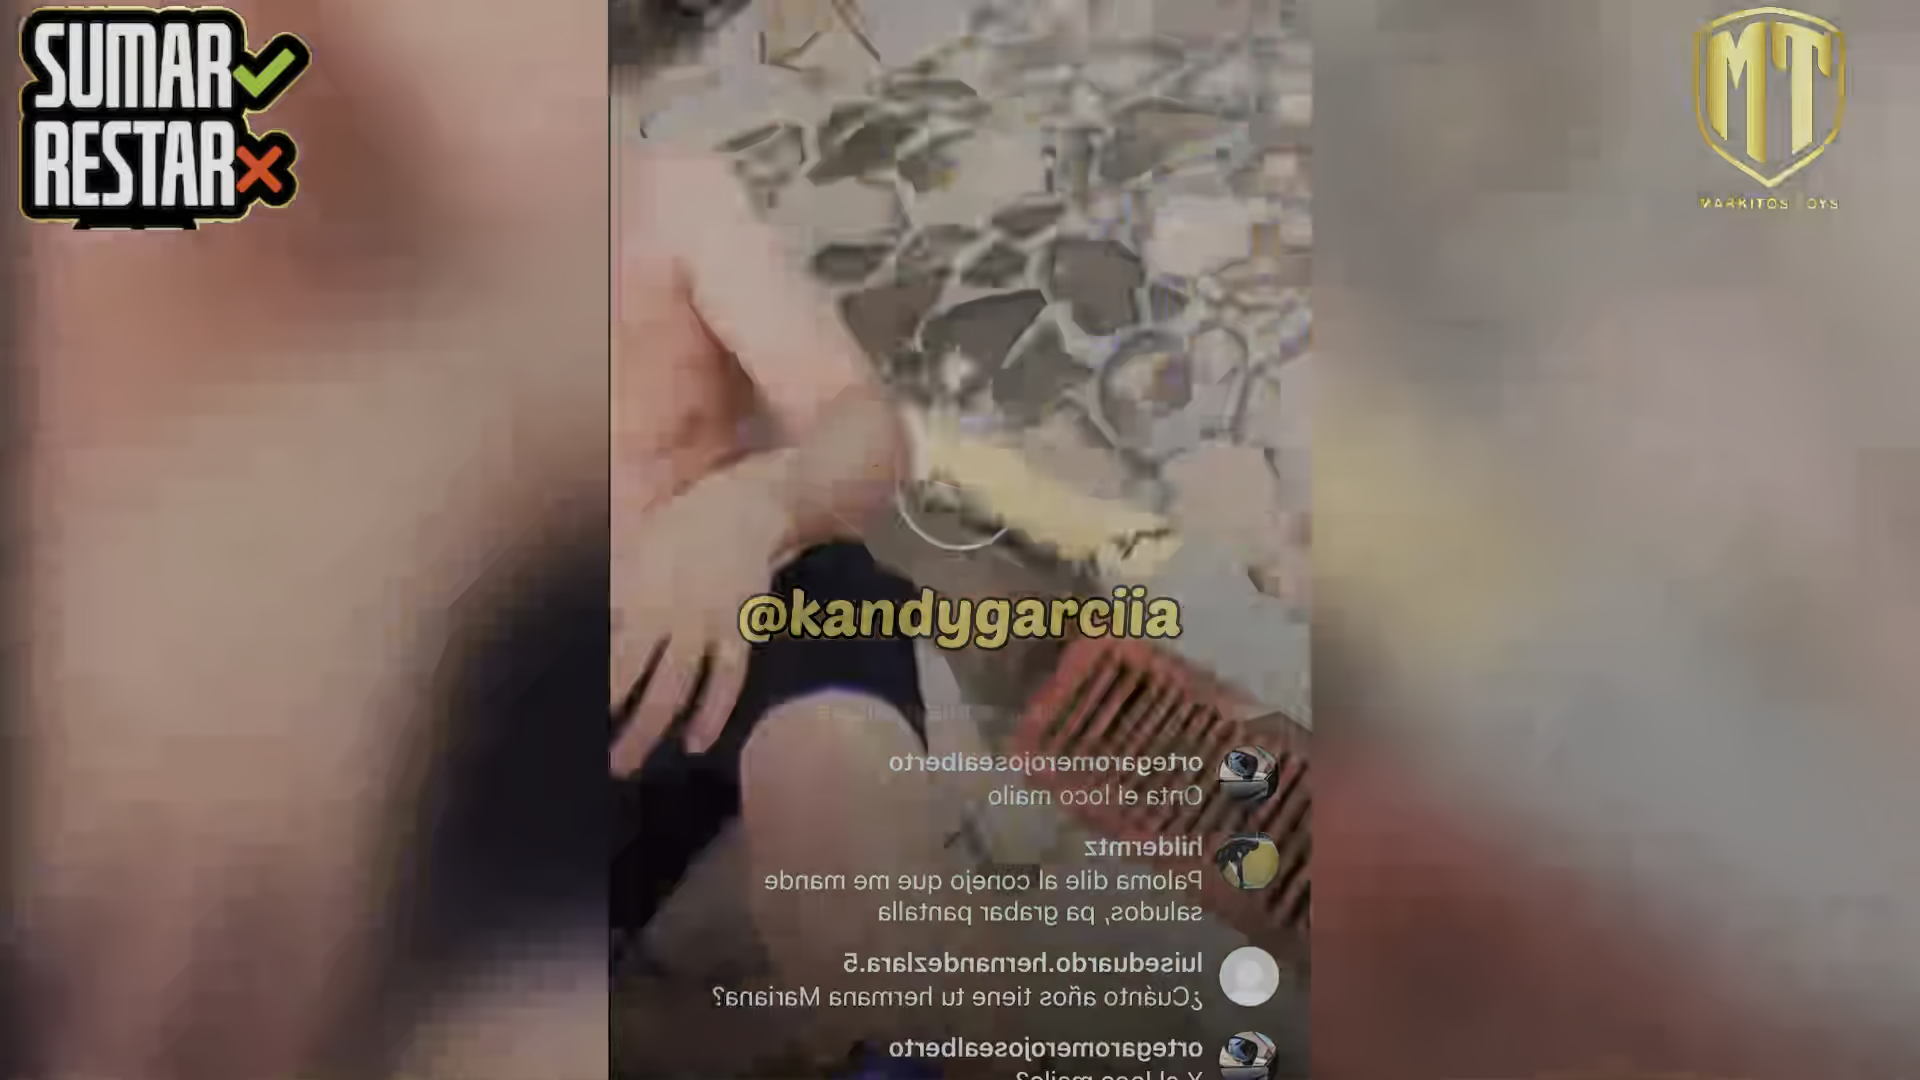 SUMAR
RESTAR
MT
MARKITOS TOYS
@kandygarciia
ortegaromerojosealberto
Onta el loco mailo
hildermtz
Paloma dile al conejo que me mande
saludos, pa grabar pantalla
luiseduardo.hernandezlara.5
¿Cuánto años tiene tu hermana Mariana?
ortegaromerojosealberto